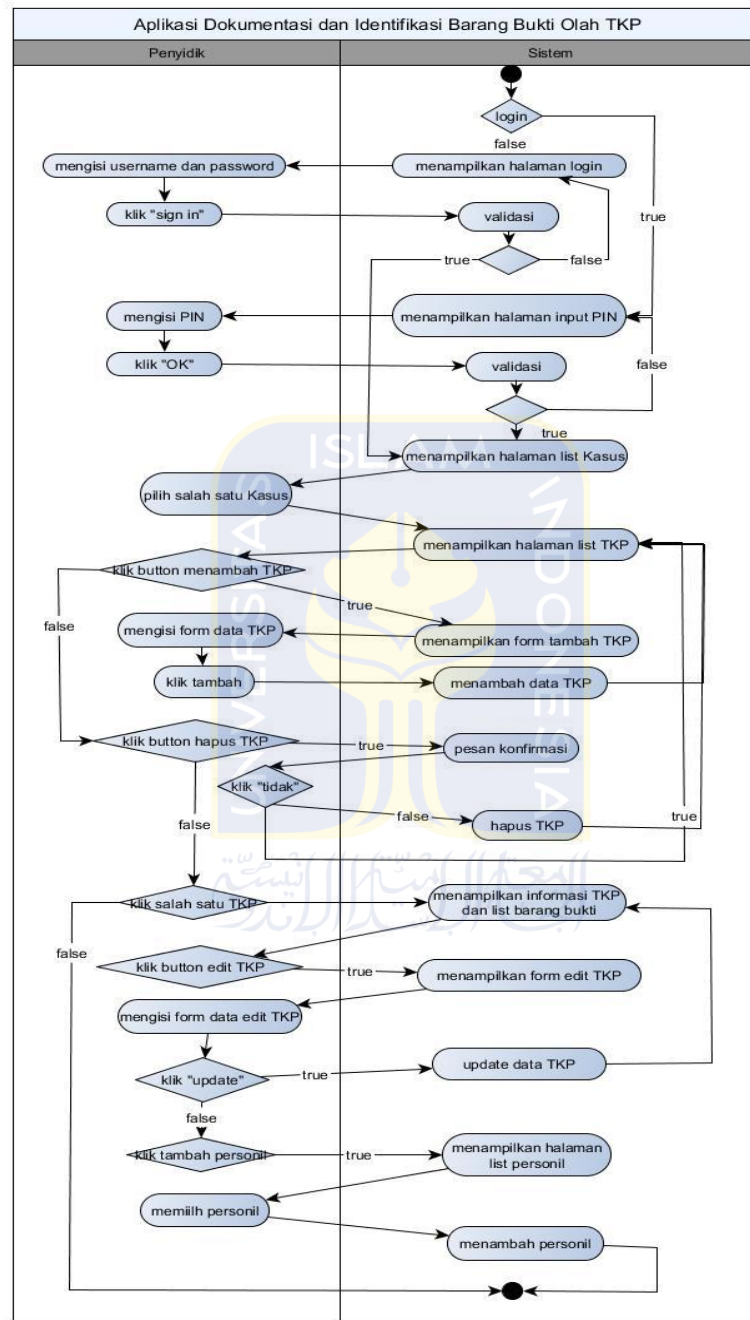 Aplikasi Dokumentasi dan Identifikasi Barang Bukti Olah TKP
Penyidik
Sistem
login
false
true
mengisi username dan password
menampilkan halaman login
klik "sign in"
validasi
true
false
mengisi PIN
menampilkan halaman input PIN
klik "OK"
validasi
false
true
menampilkan halaman list Kasus
pilih salah satu Kasus
menampilkan halaman list TKP
klik button menambah TKP
true
false
mengisi form data TKP
menampilkan form tambah TKP
klik tambah
menambah data TKP
klik button hapus TKP
true
pesan konfirmasi
klik "tidak"
false
hapus TKP
true
false
klik salah satu TKP
menampilkan informasi TKP
dan list barang bukti
false
klik button edit TKP
true
menampilkan form edit TKP
mengisi form data edit TKP
klik "update"
true
update data TKP
false
klik tambah personil
true
menampilkan halaman
list personil
memiilh personil
menambah personil
UNIVERSITAS
ISLAM
INDONESIA